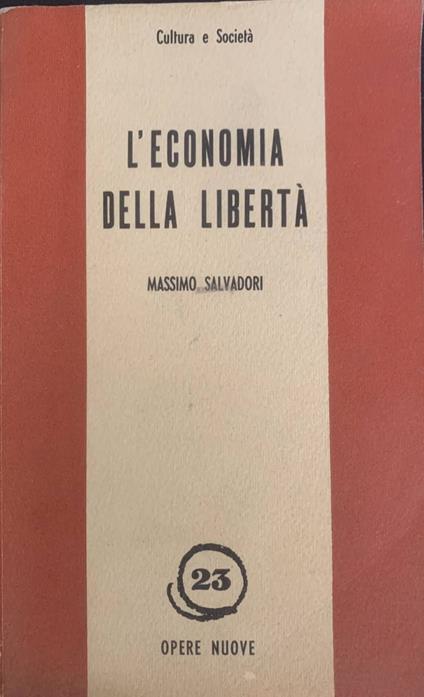 Cultura e Società
L'ECONOMIA
DELLA LIBERTÀ
MASSIMO SALVADORI
23
OPERE NUOVE